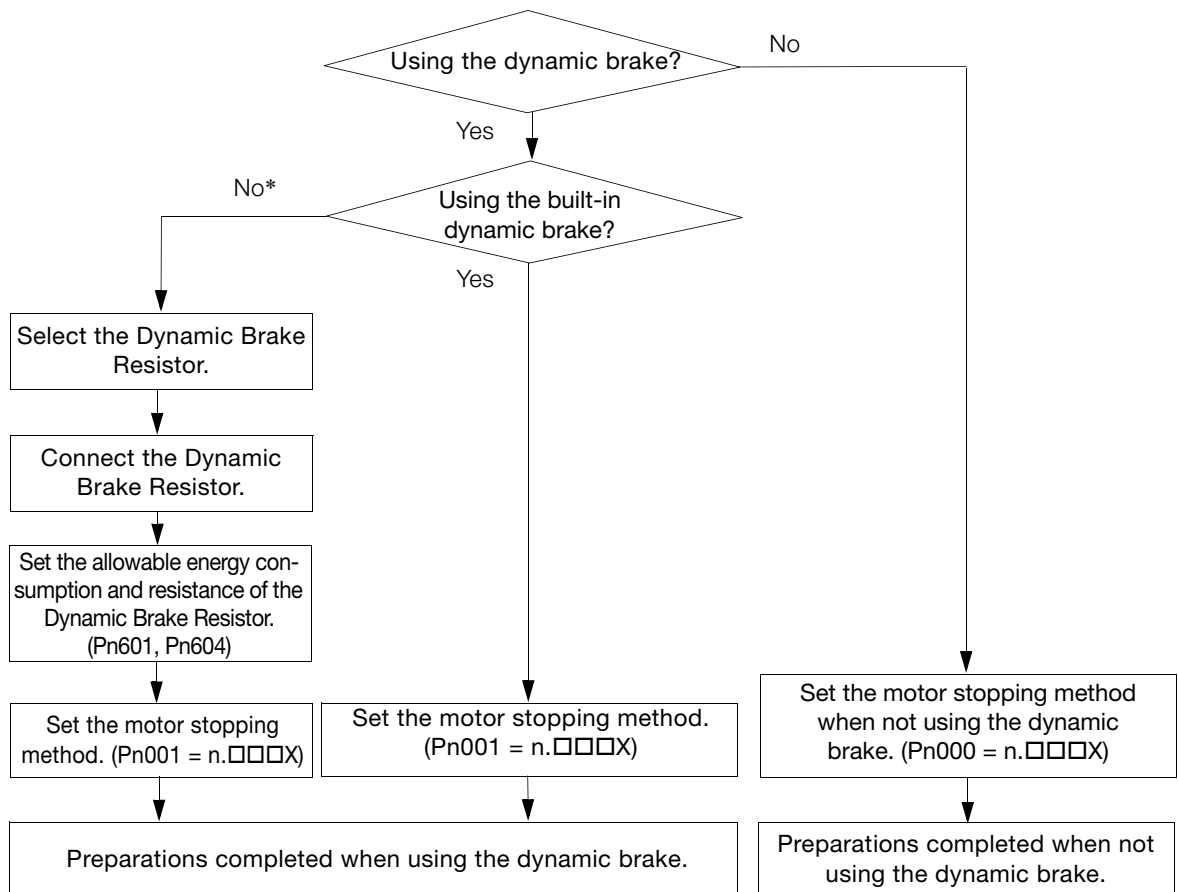 Using the dynamic brake?
No
Yes
Using the built-in
dynamic brake?
No*
Yes
Select the Dynamic Brake
Resistor.
Connect the Dynamic
Brake Resistor.
Set the allowable energy con-
sumption and resistance of the
Dynamic Brake Resistor.
(Pn601, Pn604)
Set the motor stopping
method. (Pn001 = n.□□□X)
Set the motor stopping method.
(Pn001 = n.□□□X)
Set the motor stopping method
when not using the dynamic
brake. (Pn000 = n.□□□X)
Preparations completed when using the dynamic brake.
Preparations completed when not
using the dynamic brake.